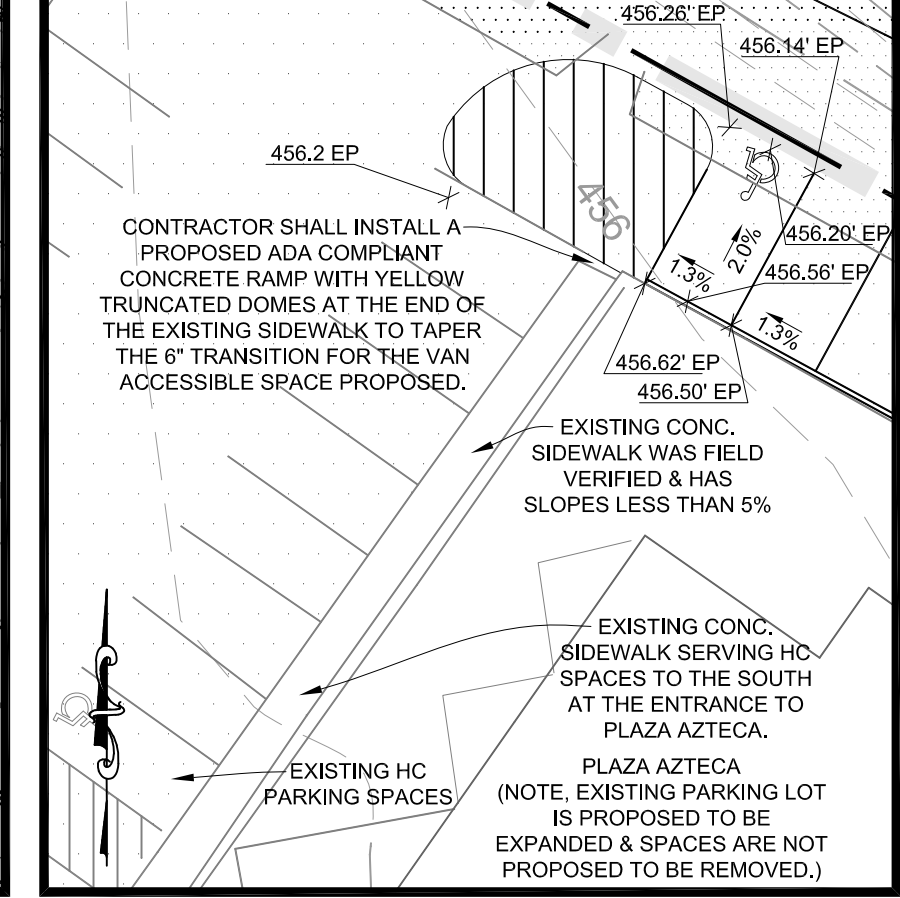 456.26' EP
456.14' EP
456.2 EP
456
CONTRACTOR SHALL INSTALL A
PROPOSED ADA COMPLIANT
CONCRETE RAMP WITH YELLOW
TRUNCATED DOMES AT THE END OF
THE EXISTING SIDEWALK TO TAPER
THE 6" TRANSITION FOR THE VAN
ACCESSIBLE SPACE PROPOSED.
456.20' EP
2.0%
1.3%
456.56' EP
1.3%
456.62' EP
456.50' EP
EXISTING CONC.
SIDEWALK WAS FIELD
VERIFIED & HAS
SLOPES LESS THAN 5%
EXISTING CONC.
SIDEWALK SERVING HC
SPACES TO THE SOUTH
AT THE ENTRANCE TO
PLAZA AZTECA.
EXISTING HC
PARKING SPACES
PLAZA AZTECA
(NOTE, EXISTING PARKING LOT
IS PROPOSED TO BE
EXPANDED & SPACES ARE NOT
PROPOSED TO BE REMOVED.)